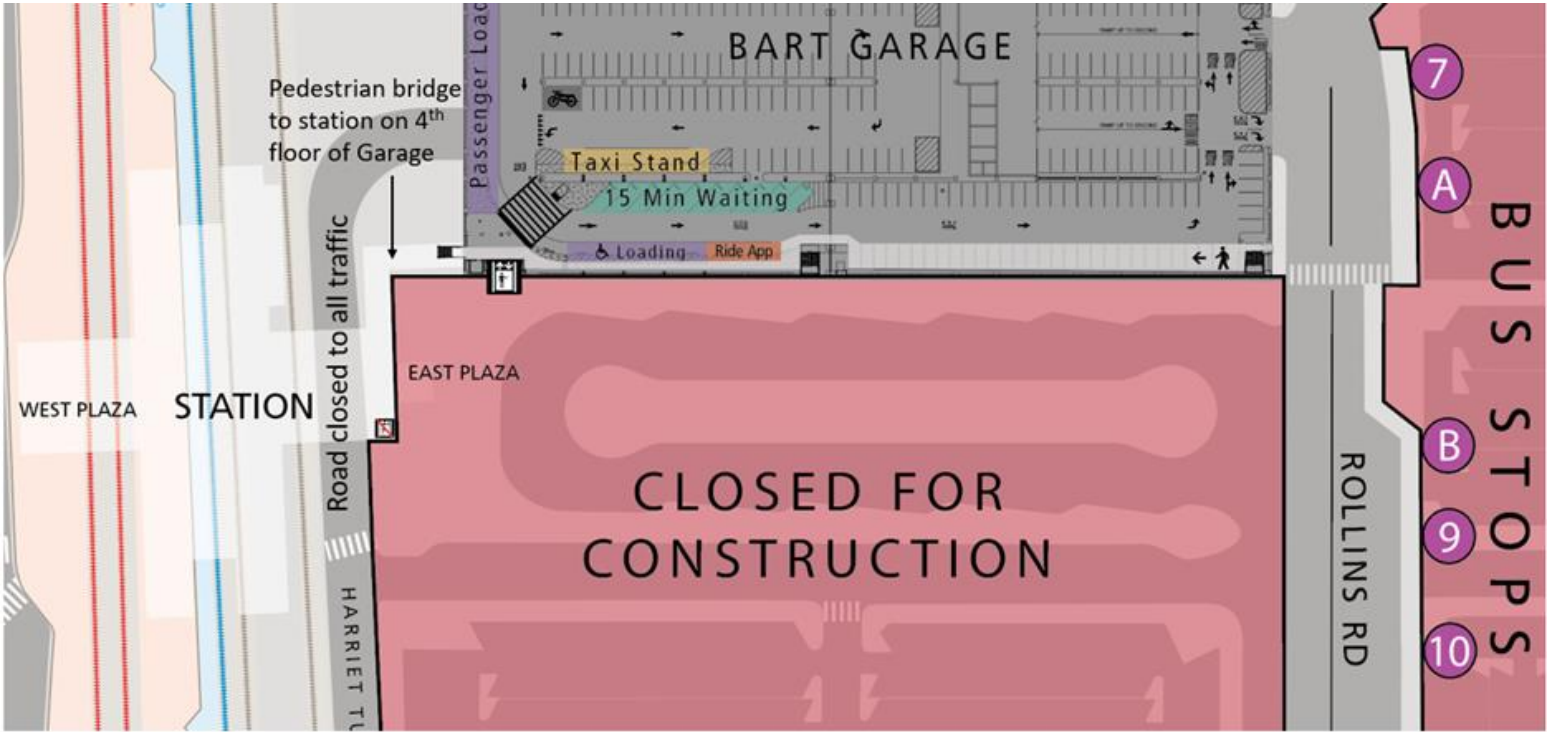 BART GARAGE
Pedestrian bridge
to station on 4th
floor of Garage
Passenger Loa
Taxi Stand
15 Min Waiting
Loading
Ride App
Road closed to all traffic
EAST PLAZA
WEST PLAZA
STATION
CLOSED FOR
CONSTRUCTION
HARRIET TU
ROLLINS RD
7
A
B
9
10
BUS STOPS